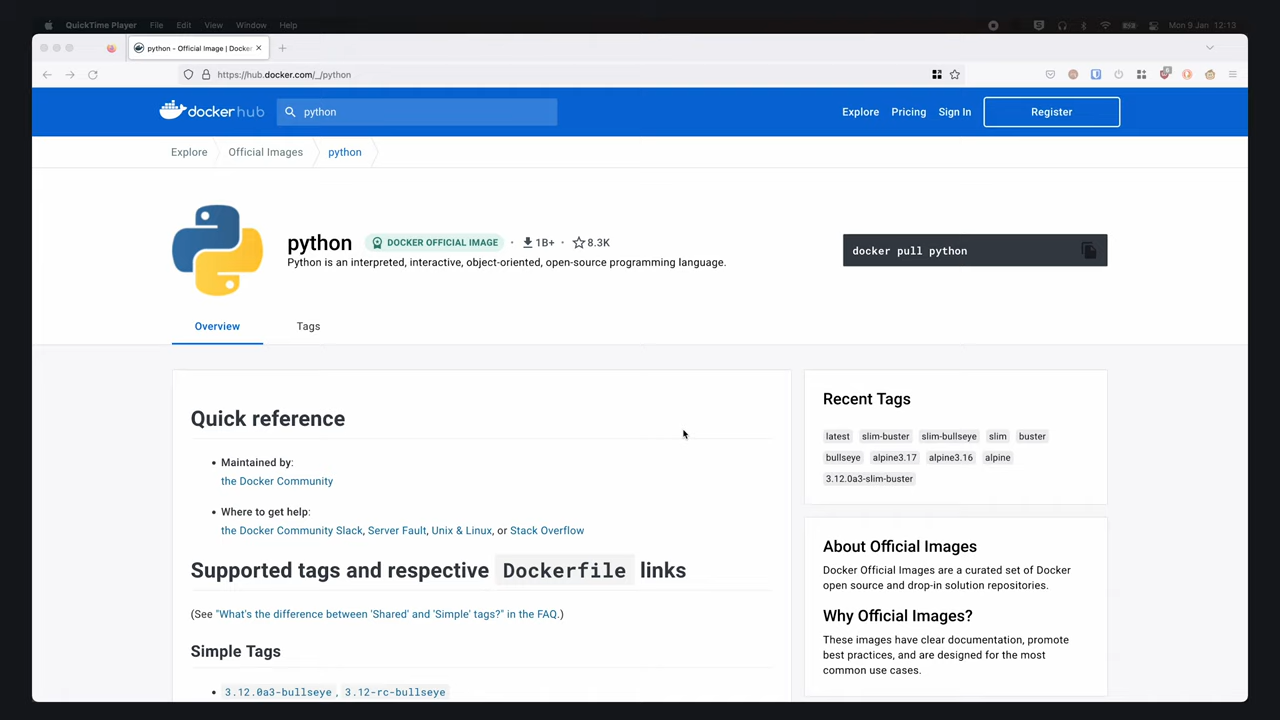 QuickTime Player File Edit View Window Help Mon 9 Jan 12:13
python - Official Image | Docker
https://hub.docker.com/_/python
dockerhub python Explore Pricing Sign In Register
Explore Official Images python
python DOCKER OFFICIAL IMAGE · 1B+ · 8.3K
Python is an interpreted, interactive, object-oriented, open-source programming language.
docker pull python
Overview Tags
Quick reference
• Maintained by:
the Docker Community
• Where to get help:
the Docker Community Slack, Server Fault, Unix & Linux, or Stack Overflow
Supported tags and respective Dockerfile links
(See "What's the difference between 'Shared' and 'Simple' tags?" in the FAQ.)
Simple Tags
• 3.12.0a3-bullseye, 3.12-rc-bullseye
Recent Tags
latest slim-buster slim-bullseye slim buster
bullseye alpine3.17 alpine3.16 alpine
3.12.0a3-slim-buster
About Official Images
Docker Official Images are a curated set of Docker
open source and drop-in solution repositories.
Why Official Images?
These images have clear documentation, promote
best practices, and are designed for the most
common use cases.